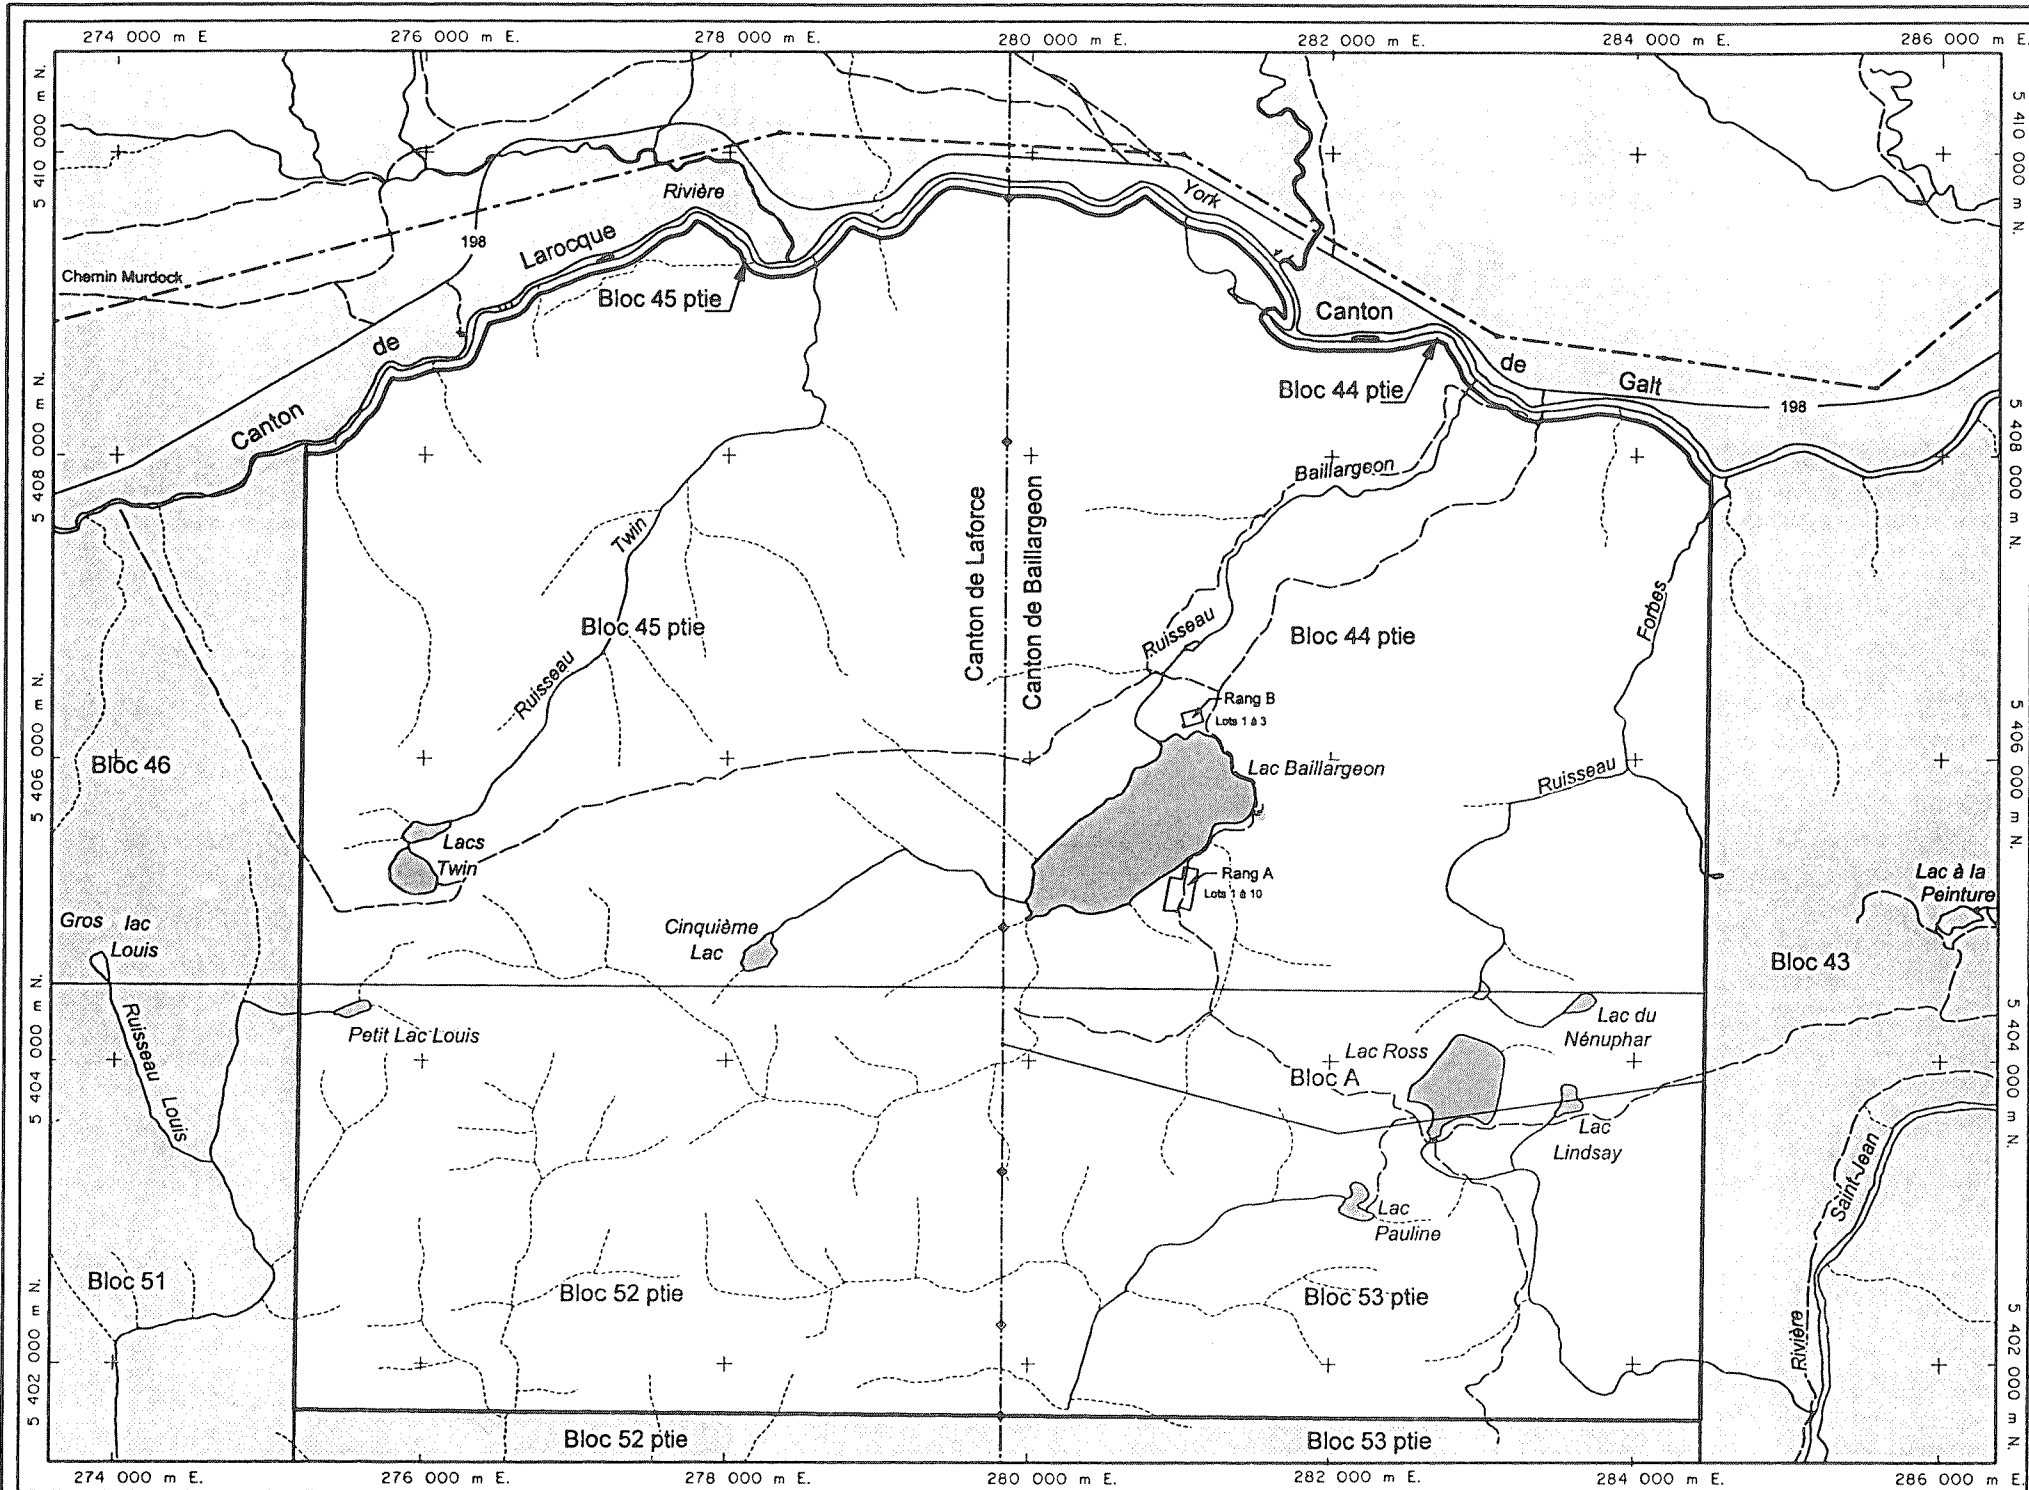 274 000 m E
276 000 m E.
278 000 m E.
280 000 m E.
282 000 m E.
284 000 m E.
286 000 m E.
5 410 000 m N.
5 410 000 m N.
Rivière
York
198
Larocque
Chemin Murdock
Bloc 45 ptie
Canton
de
de
Galt
Bloc 44 ptie
198
Canton
5 408 000 m N.
5 408 000 m N.
Baillargeon
Twin
Canton de Laforce
Canton de Baillargeon
Forbes
Bloc 45 ptie
Ruisseau
Bloc 44 ptie
Ruisseau
Rang B
Lots 1 à 3
5 406 000 m N.
5 406 000 m N.
Bloc 46
Lac Baillargeon
Ruisseau
Lacs
Twin
Rang A
Lots 1 à 10
Lac à la
Peinture
Gros lac
Louis
Cinquième
Lac
Bloc 43
5 404 000 m N.
5 404 000 m N.
Ruisseau
Louis
Petit Lac Louis
Lac du
Nénuphar
Lac Ross
Bloc A
Lac
Lindsay
Saint-Jean
Lac
Pauline
Bloc 51
Bloc 52 ptie
Bloc 53 ptie
Rivière
5 402 000 m N.
5 402 000 m N.
Bloc 52 ptie
Bloc 53 ptie
274 000 m E.
276 000 m E.
278 000 m E.
280 000 m E.
282 000 m E.
284 000 m E.
286 000 m E.